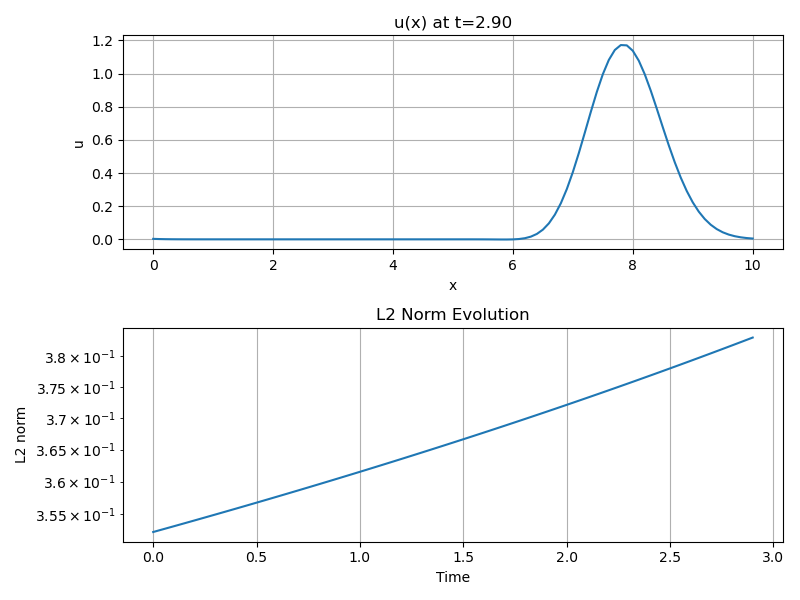 u(x) at t=2.90
1.2
1.0
0.8
0.6
0.4
0.2
0.0
u
0 2 4 6 8 10
x
L2 Norm Evolution
3.8 × 10⁻¹
3.75 × 10⁻¹
3.7 × 10⁻¹
3.65 × 10⁻¹
3.6 × 10⁻¹
3.55 × 10⁻¹
L2 norm
0.0 0.5 1.0 1.5 2.0 2.5 3.0
Time